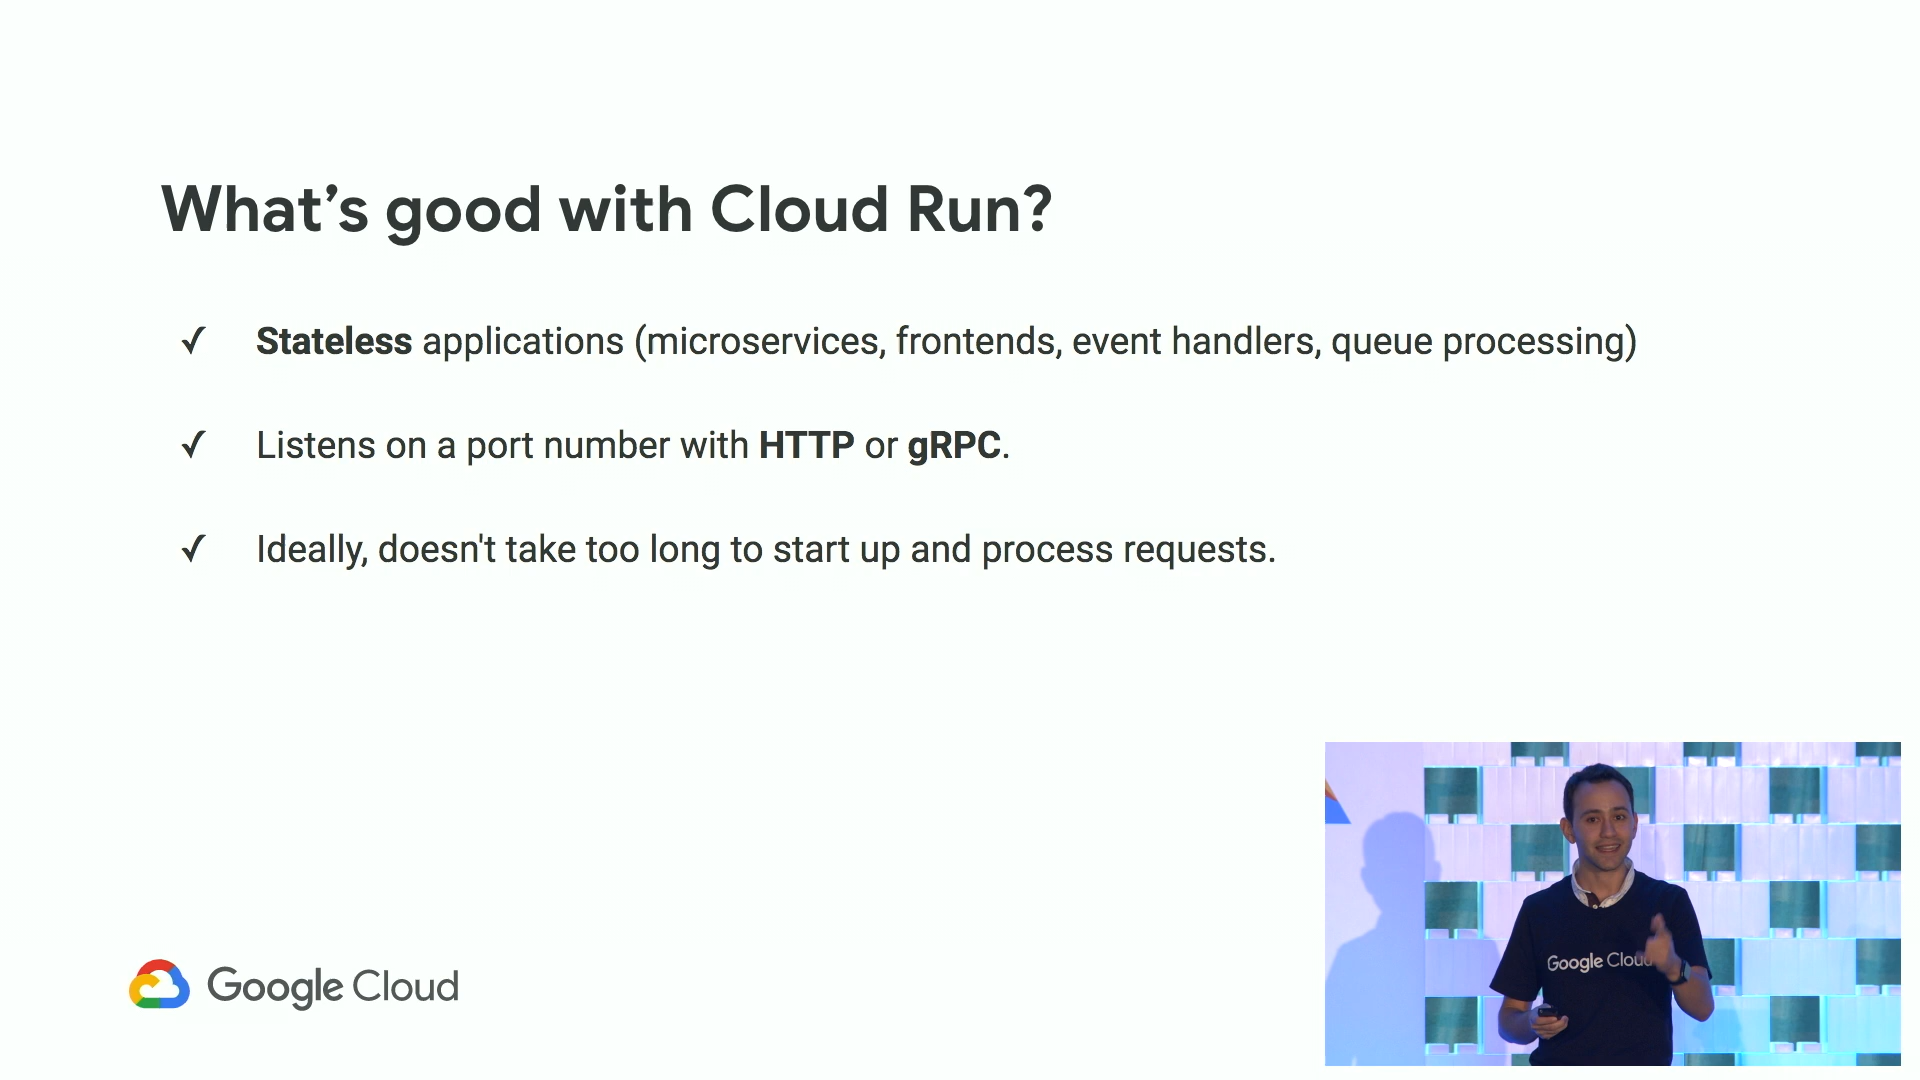 What’s good with Cloud Run?
✓ Stateless applications (microservices, frontends, event handlers, queue processing)
✓ Listens on a port number with HTTP or gRPC.
✓ Ideally, doesn't take too long to start up and process requests.
Google Cloud
Google Cloud